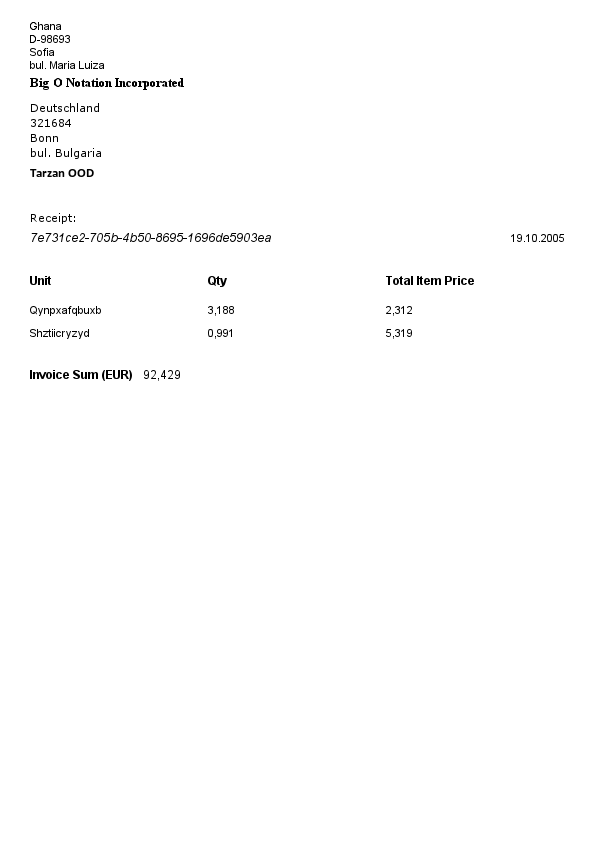 Ghana
D-98693
Sofia
bul. Maria Luiza
Big O Notation Incorporated
Deutschland
321684
Bonn
bul. Bulgaria
Tarzan OOD
Receipt:
7e731ce2-705b-4b50-8695-1696de5903ea 19.10.2005
Unit Qty Total Item Price
Qynpxafqbuxb 3,188 2,312
Shztiicryzyd 0,991 5,319
Invoice Sum (EUR) 92,429